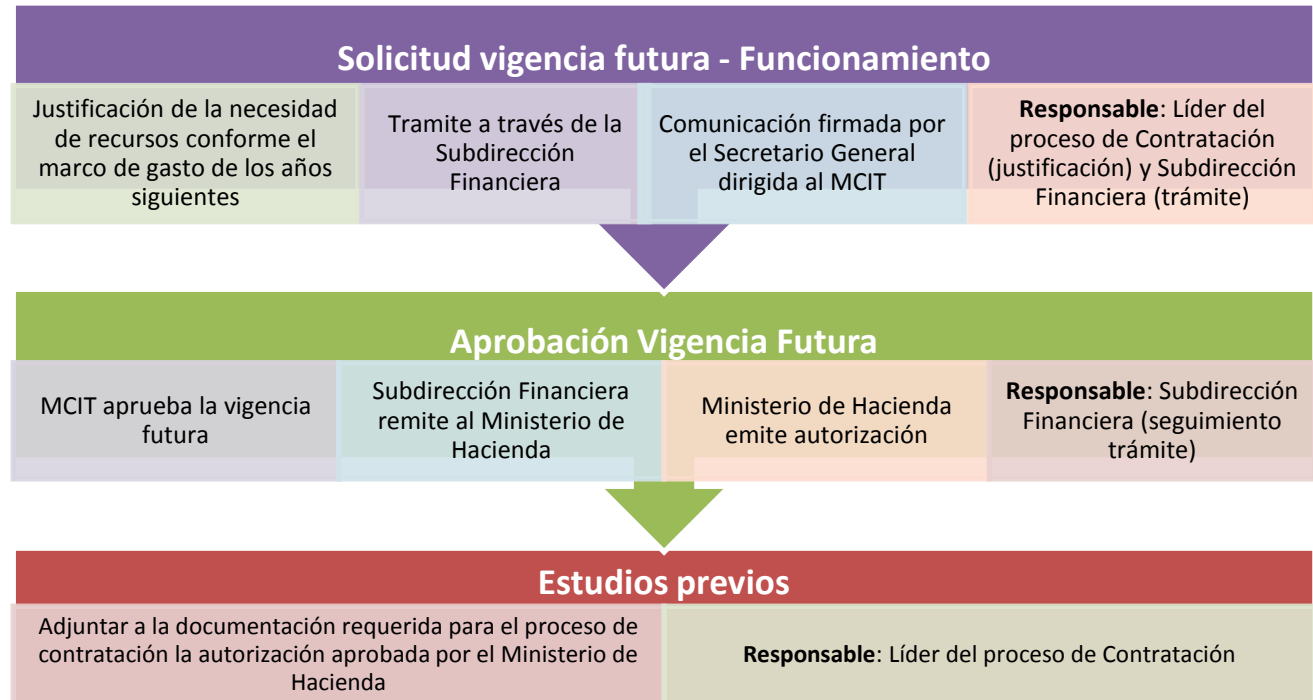 Solicitud vigencia futura - Funcionamiento
Justificación de la necesidad
de recursos conforme el
marco de gasto de los años
siguientes
Tramite a través de la
Subdirección
Financiera
Comunicación firmada por
el Secretario General
dirigida al MCIT
Responsable: Líder del
proceso de Contratación
(justificación) y Subdirección
Financiera (trámite)
Aprobación Vigencia Futura
MCIT aprueba la vigencia
futura
Subdirección Financiera
remite al Ministerio de
Hacienda
Ministerio de Hacienda
emite autorización
Responsable: Subdirección
Financiera (seguimiento
trámite)
Estudios previos
Adjuntar a la documentación requerida para el proceso de
contratación la autorización aprobada por el Ministerio de
Hacienda
Responsable: Líder del proceso de Contratación